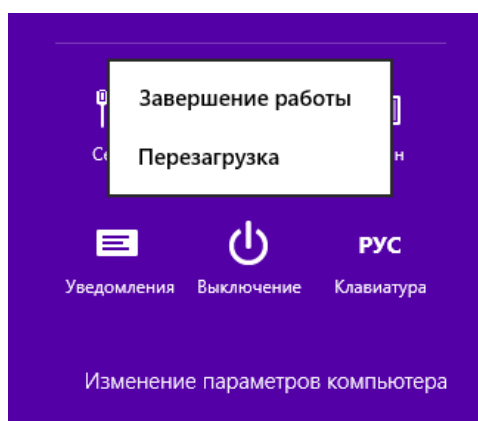 Завершение работы
Перезагрузка
Уведомления Выключение РУС Клавиатура
Изменение параметров компьютера